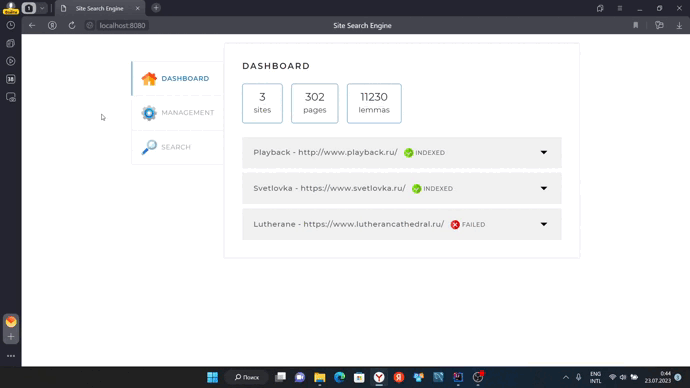 Site Search Engine
localhost:8080
Site Search Engine
38
DASHBOARD
MANAGEMENT
SEARCH
DASHBOARD
3
sites
302
pages
11230
lemmas
Playback - http://www.playback.ru/ INDEXED
Svetlovka - https://www.svetlovka.ru/ INDEXED
Lutherane - https://www.lutherancathedral.ru/ FAILED
Поиск
ENG
INTL
0:44
23.07.2023